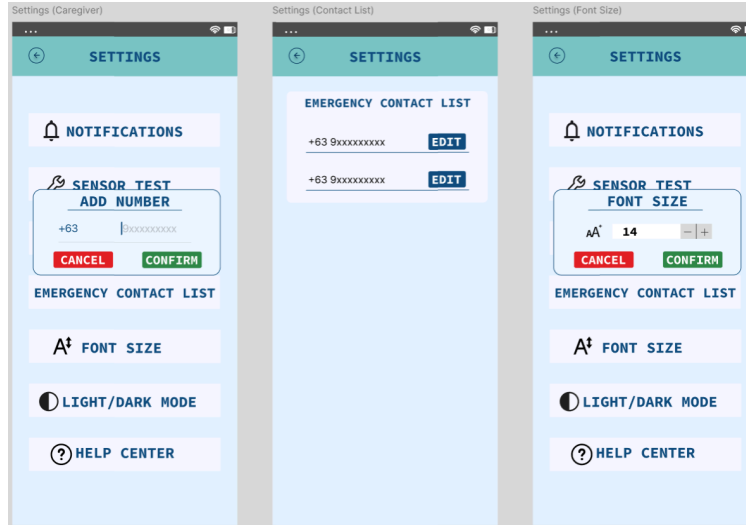 Settings (Caregiver)
...
SETTINGS
NOTIFICATIONS
SENSOR TEST
ADD NUMBER
+63 9xxxxxxxxx
CANCEL CONFIRM
EMERGENCY CONTACT LIST
FONT SIZE
LIGHT/DARK MODE
HELP CENTER
Settings (Contact List)
...
SETTINGS
EMERGENCY CONTACT LIST
+63 9xxxxxxxxx EDIT
+63 9xxxxxxxxx EDIT
Settings (Font Size)
...
SETTINGS
NOTIFICATIONS
SENSOR TEST
FONT SIZE
14 − +
CANCEL CONFIRM
EMERGENCY CONTACT LIST
FONT SIZE
LIGHT/DARK MODE
HELP CENTER